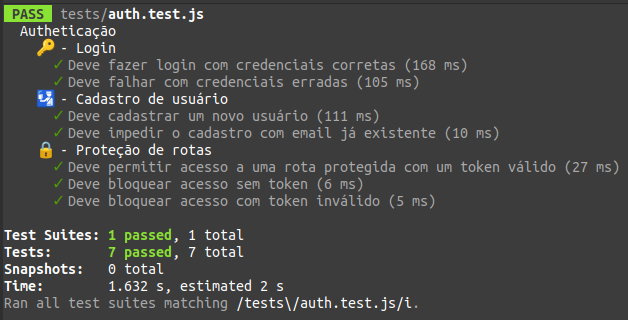 PASS tests/auth.test.js
Autheticação
🔑 - Login
✓ Deve fazer login com credenciais corretas (168 ms)
✓ Deve falhar com credenciais erradas (105 ms)
🛂 - Cadastro de usuário
✓ Deve cadastrar um novo usuário (111 ms)
✓ Deve impedir o cadastro com email já existente (10 ms)
🔒 - Proteção de rotas
✓ Deve permitir acesso a uma rota protegida com um token válido (27 ms)
✓ Deve bloquear acesso sem token (6 ms)
✓ Deve bloquear acesso com token inválido (5 ms)
Test Suites: 1 passed, 1 total
Tests: 7 passed, 7 total
Snapshots: 0 total
Time: 1.632 s, estimated 2 s
Ran all test suites matching /tests\/auth.test.js/i.